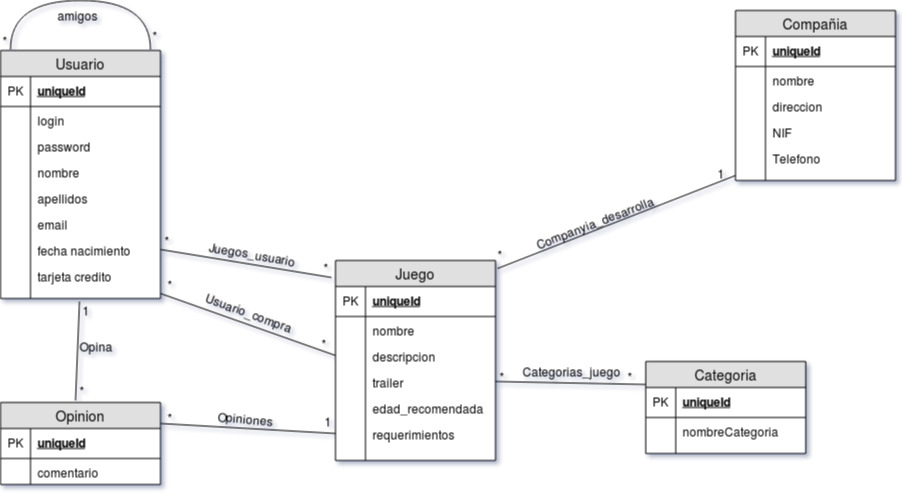 amigos
*
*
Usuario
PK uniqueId
login
password
nombre
apellidos
email
fecha nacimiento
tarjeta credito
Compañia
PK uniqueId
nombre
direccion
NIF
Telefono
1
Companyia_desarrolla
*
*
Juegos_usuario
*
*
Usuario_compra
*
Juego
PK uniqueId
nombre
descripcion
trailer
edad_recomendada
requerimientos
* Categorias_juego *
Categoria
PK uniqueId
nombreCategoria
1
Opina
*
* Opiniones 1
Opinion
PK uniqueId
comentario